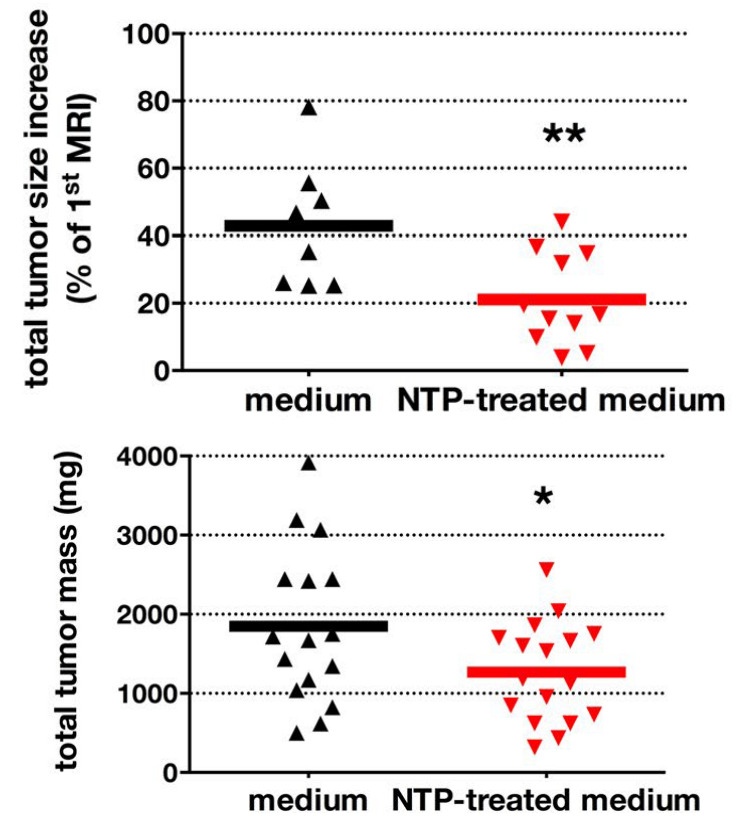 total tumor size increase
(% of 1st MRI)
100
80
60
40
20
0
**
medium NTP-treated medium
total tumor mass (mg)
4000
3000
2000
1000
0
*
medium NTP-treated medium